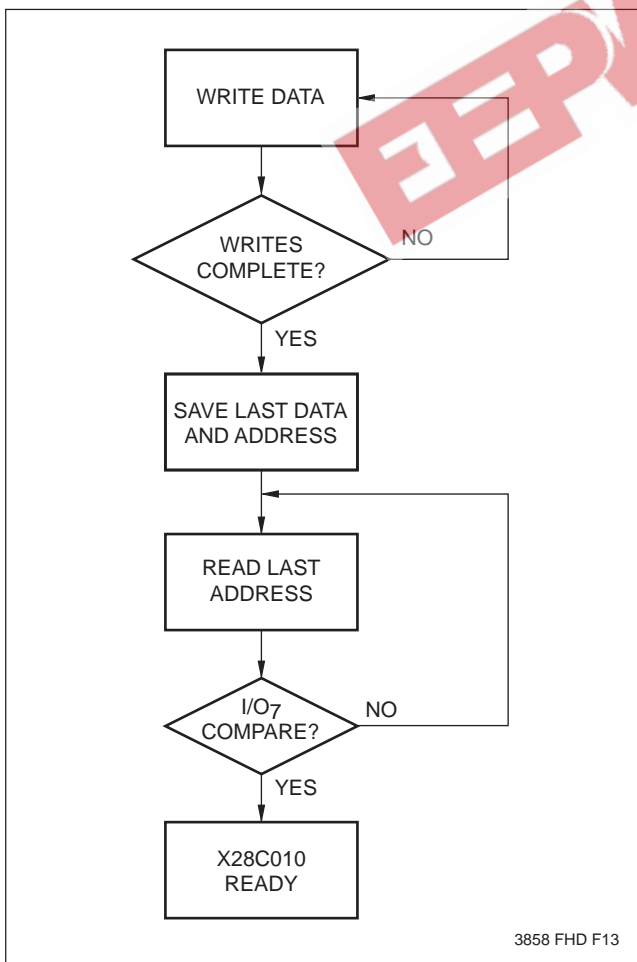 WRITE DATA
WRITES
COMPLETE?
NO
YES
SAVE LAST DATA
AND ADDRESS
READ LAST
ADDRESS
I/O7
COMPARE?
NO
YES
X28C010
READY
3858 FHD F13